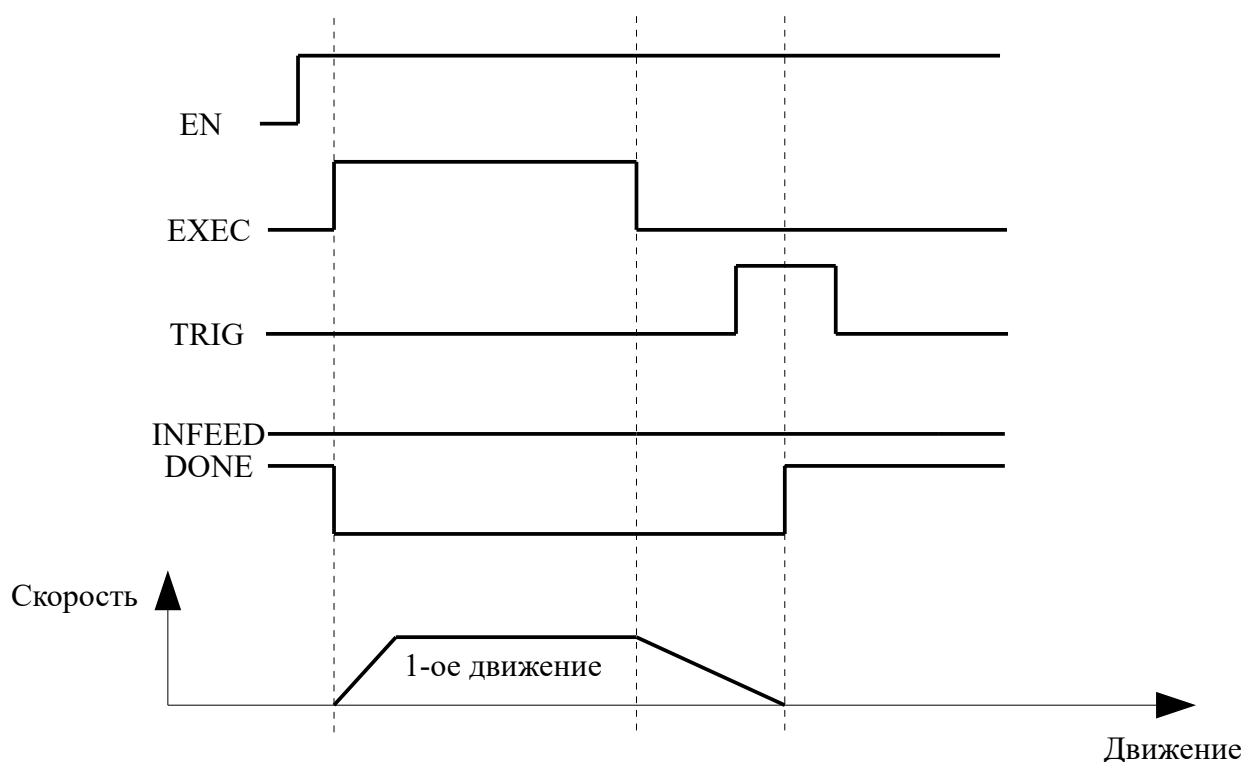 EN
EXEC
TRIG
INFEED
DONE
Скорость
1-ое движение
Движение